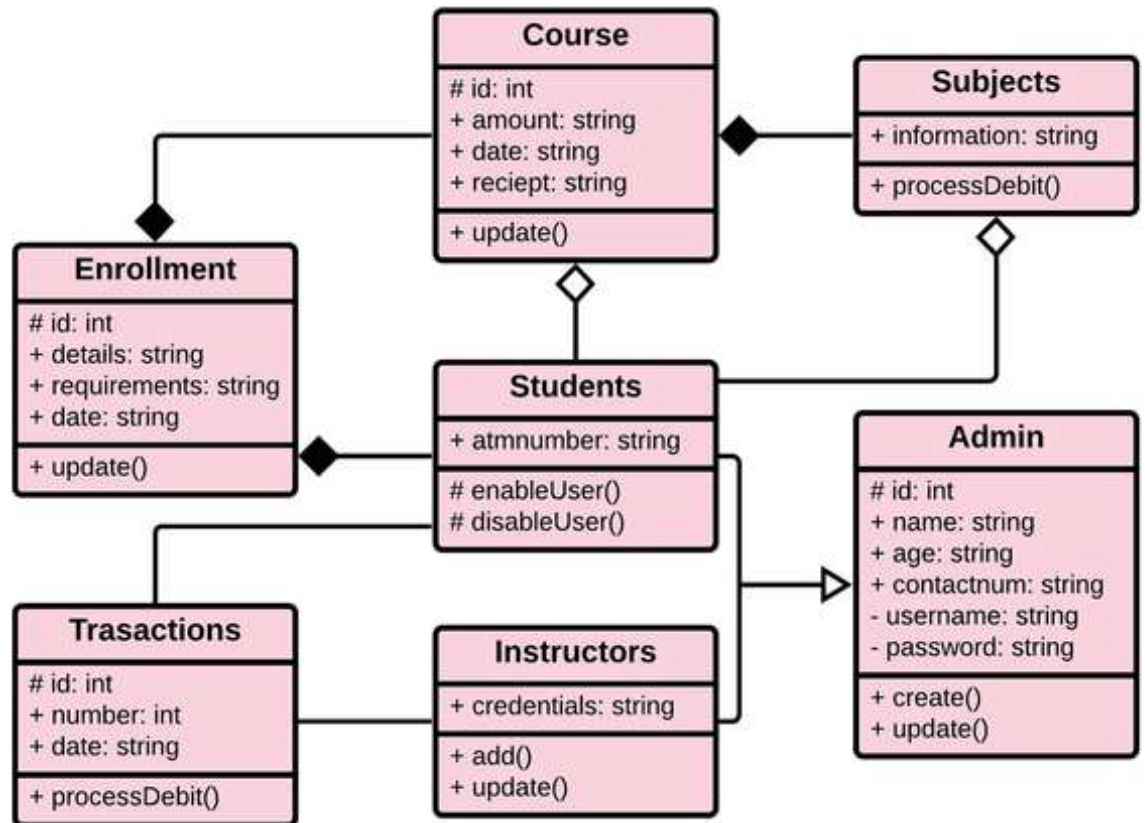 Course
# id: int
+ amount: string
+ date: string
+ reciept: string
+ update()
Subjects
+ information: string
+ processDebit()
Enrollment
# id: int
+ details: string
+ requirements: string
+ date: string
+ update()
Students
+ atmnumber: string
# enableUser()
# disableUser()
Admin
# id: int
+ name: string
+ age: string
+ contactnum: string
- username: string
- password: string
+ create()
+ update()
Trasactions
# id: int
+ number: int
+ date: string
+ processDebit()
Instructors
+ credentials: string
+ add()
+ update()